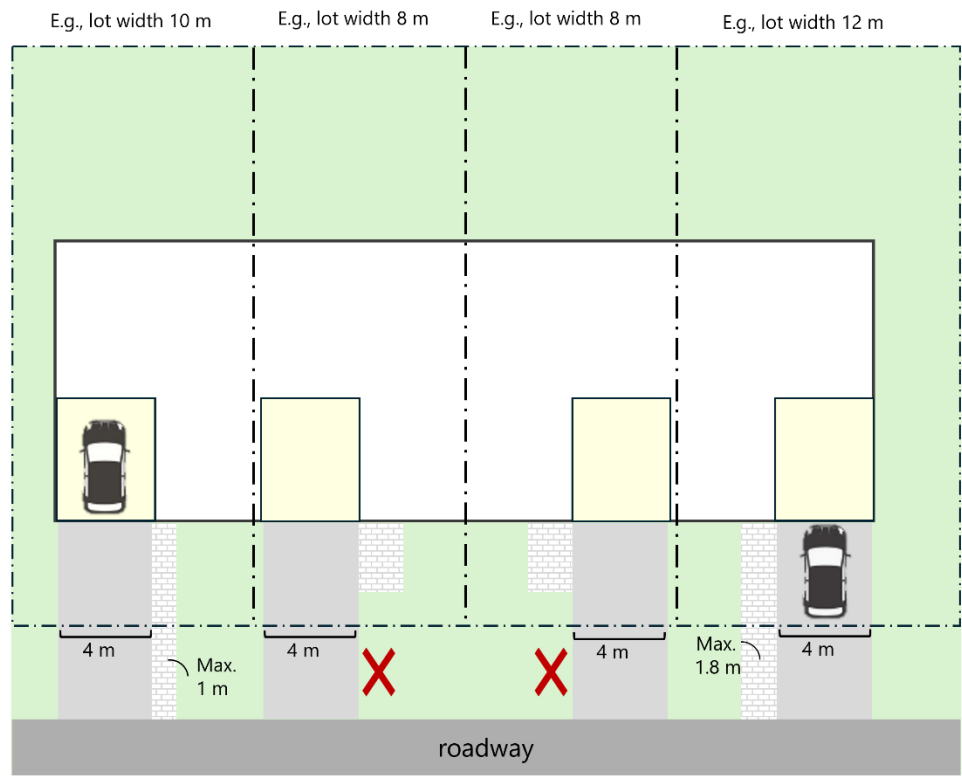 E.g., lot width 10 m
E.g., lot width 8 m
E.g., lot width 8 m
E.g., lot width 12 m
4 m
4 m
4 m
4 m
Max.
1 m
Max.
1.8 m
roadway